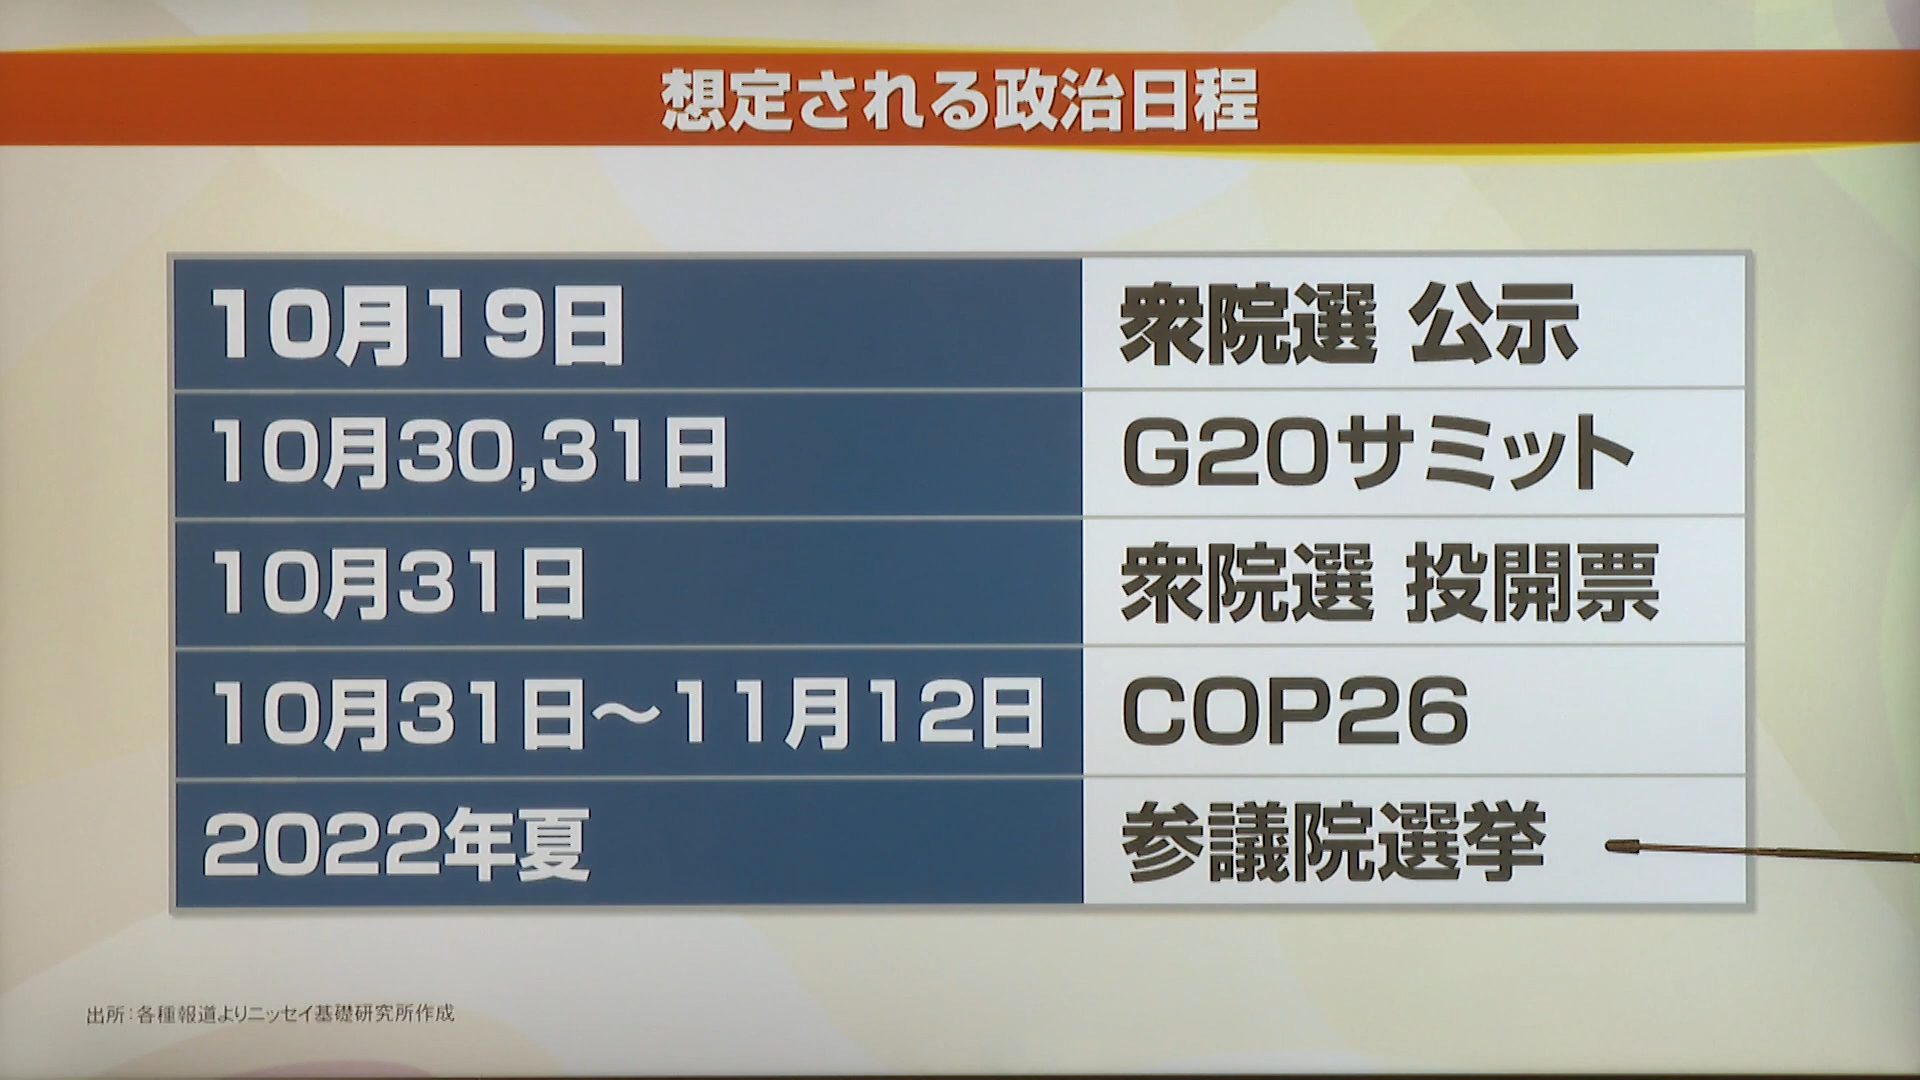 想定される政治日程
10月19日 衆院選 公示
10月30,31日 G20サミット
10月31日 衆院選 投開票
10月31日～11月12日 COP26
2022年夏 参議院選挙
出所：各種報道よりニッセイ基礎研究所作成